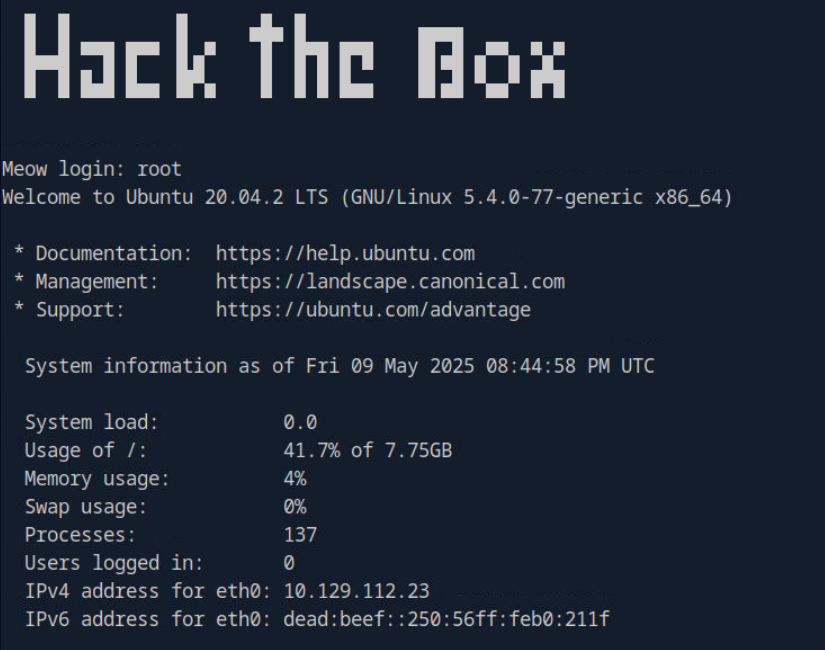 Hack the Box
Meow login: root
Welcome to Ubuntu 20.04.2 LTS (GNU/Linux 5.4.0-77-generic x86_64)
* Documentation:  https://help.ubuntu.com
* Management:     https://landscape.canonical.com
* Support:        https://ubuntu.com/advantage
System information as of Fri 09 May 2025 08:44:58 PM UTC
System load:           0.0
Usage of /:            41.7% of 7.75GB
Memory usage:          4%
Swap usage:            0%
Processes:             137
Users logged in:       0
IPv4 address for eth0: 10.129.112.23
IPv6 address for eth0: dead:beef::250:56ff:feb0:211f